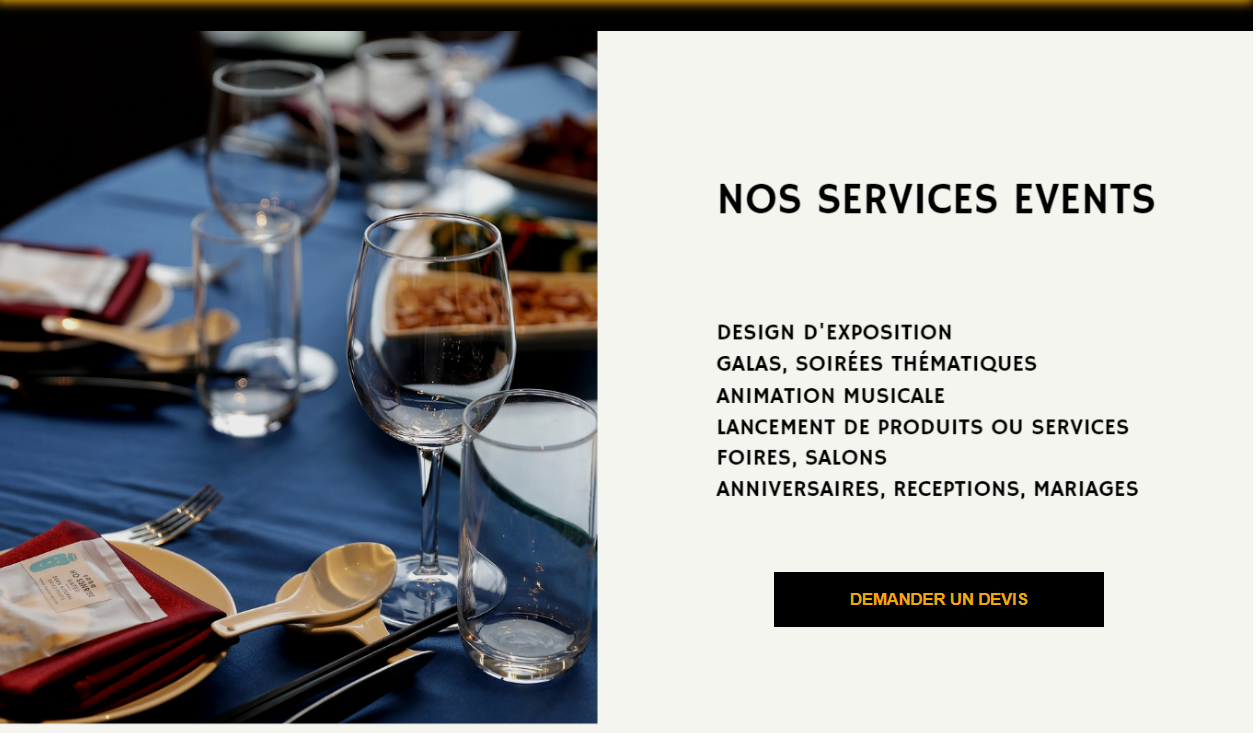 NOS SERVICES EVENTS
DESIGN D'EXPOSITION
GALAS, SOIRÉES THÉMATIQUES
ANIMATION MUSICALE
LANCEMENT DE PRODUITS OU SERVICES
FOIRES, SALONS
ANNIVERSAIRES, RECEPTIONS, MARIAGES
DEMANDER UN DEVIS